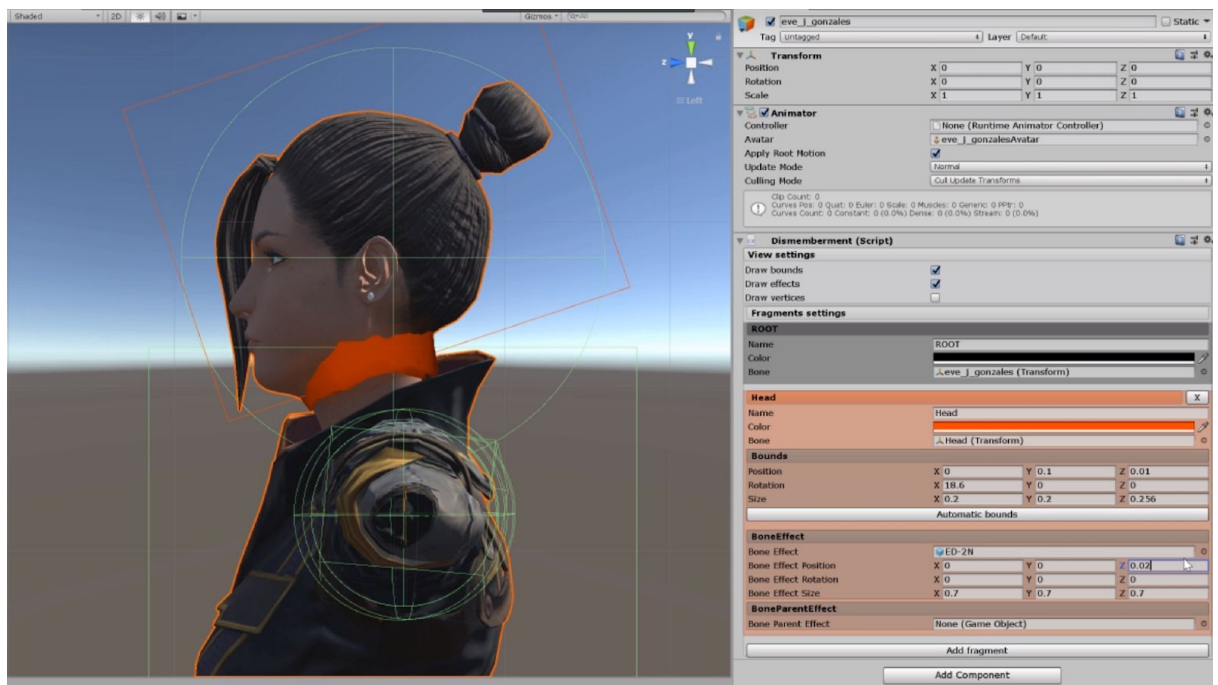 Shaded 2D Gizmos
y
z
Left
eve_j_gonzales Static
Tag Untagged Layer Default
Transform
Position X 0 Y 0 Z 0
Rotation X 0 Y 0 Z 0
Scale X 1 Y 1 Z 1
Animator
Controller None (Runtime Animator Controller)
Avatar eve_j_gonzalesAvatar
Apply Root Motion
Update Mode Normal
Culling Mode Cull Update Transforms
Clip Count: 0
Curves Pos: 0 Quat: 0 Euler: 0 Scale: 0 Muscles: 0 Generic: 0 PPtr: 0
Curves Count: 0 Constant: 0 (0.0%) Dense: 0 (0.0%) Stream: 0 (0.0%)
Dismemberment (Script)
View settings
Draw bounds
Draw effects
Draw vertices
Fragments settings
ROOT
Name ROOT
Color
Bone eve_j_gonzales (Transform)
Head X
Name Head
Color
Bone Head (Transform)
Bounds
Position X 0 Y 0.1 Z 0.01
Rotation X 18.6 Y 0 Z 0
Size X 0.2 Y 0.2 Z 0.256
Automatic bounds
BoneEffect
Bone Effect ED-2N
Bone Effect Position X 0 Y 0 Z 0.02
Bone Effect Rotation X 0 Y 0 Z 0
Bone Effect Size X 0.7 Y 0.7 Z 0.7
BoneParentEffect
Bone Parent Effect None (Game Object)
Add fragment
Add Component